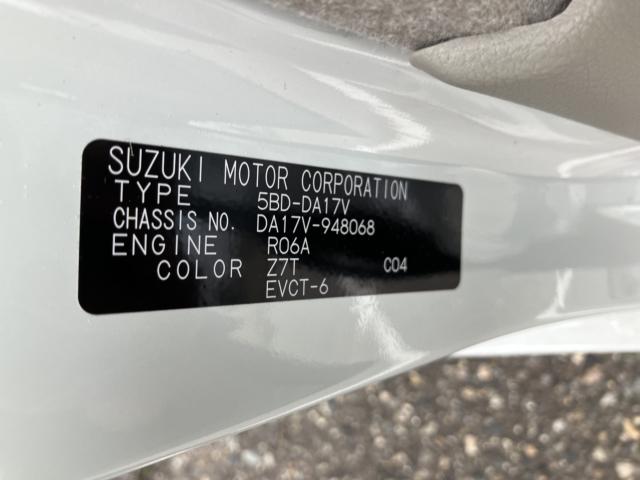 SUZUKI MOTOR CORPORATION
TYPE 5BD-DA17V
CHASSIS NO. DA17V-948068
ENGINE R06A
COLOR Z7T C04
EVCT-6